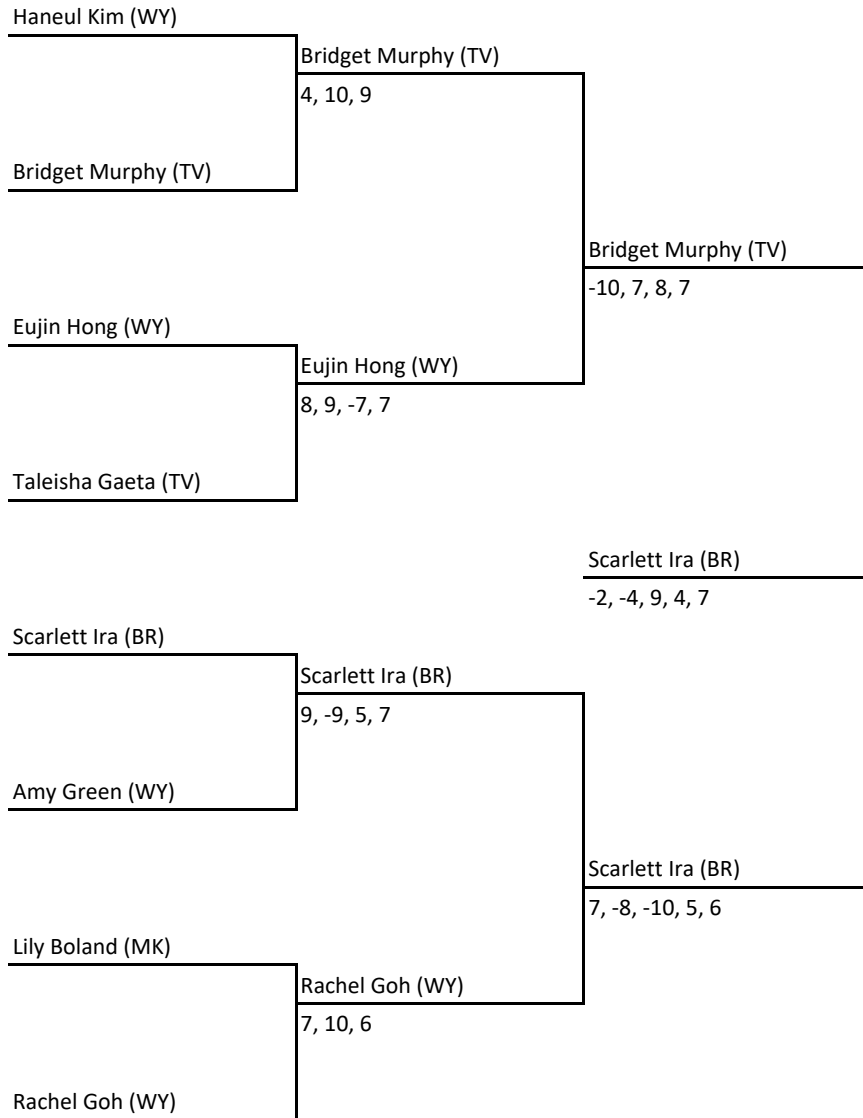 Haneul Kim (WY)
Bridget Murphy (TV)
4, 10, 9
Bridget Murphy (TV)
Bridget Murphy (TV)
-10, 7, 8, 7
Eujin Hong (WY)
Eujin Hong (WY)
8, 9, -7, 7
Taleisha Gaeta (TV)
Scarlett Ira (BR)
-2, -4, 9, 4, 7
Scarlett Ira (BR)
Scarlett Ira (BR)
9, -9, 5, 7
Amy Green (WY)
Scarlett Ira (BR)
7, -8, -10, 5, 6
Lily Boland (MK)
Rachel Goh (WY)
7, 10, 6
Rachel Goh (WY)